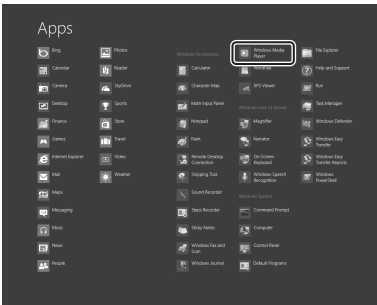 Apps
Bing
Calendar
Camera
Desktop
Finance
Games
Internet Explorer
Mail
Maps
Messaging
Music
News
People
Photos
Reader
SkyDrive
Sports
Store
Travel
Video
Weather
Windows Accessories
Calculator
Character Map
Math Input Panel
Notepad
Paint
Remote Desktop
Connection
Snipping Tool
Sound Recorder
Steps Recorder
Sticky Notes
Windows Fax and
Scan
Windows Journal
Windows Media
Player
WordPad
XPS Viewer
Windows Ease of Access
Magnifier
Narrator
On-Screen
Keyboard
Windows Speech
Recognition
Windows System
Command Prompt
Computer
Control Panel
Default Programs
File Explorer
Help and Support
Run
Task Manager
Windows Defender
Windows Easy
Transfer
Windows Easy
Transfer Reports
Windows
PowerShell